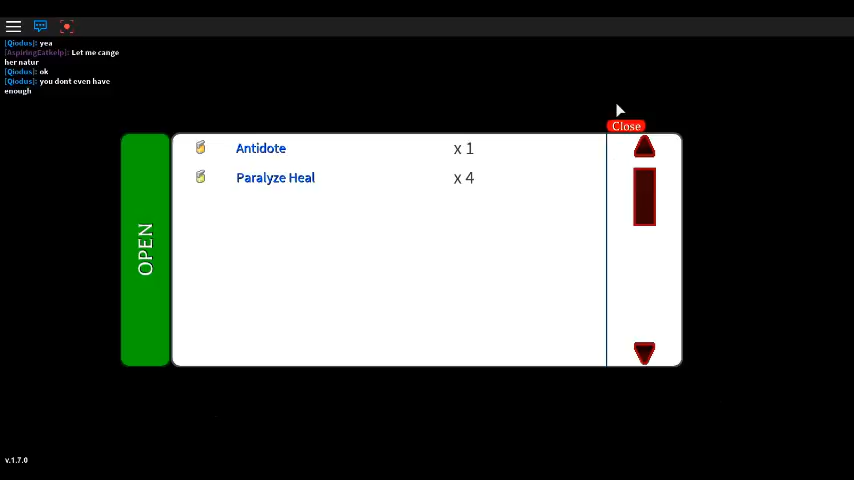 [Qiodus]: yea
[AspringEatkelp]: Let me cange
her natur
[Qiodus]: ok
[Qiodus]: you dont even have
enough
Close
Antidote x 1
Paralyze Heal x 4
OPEN
v.1.7.0